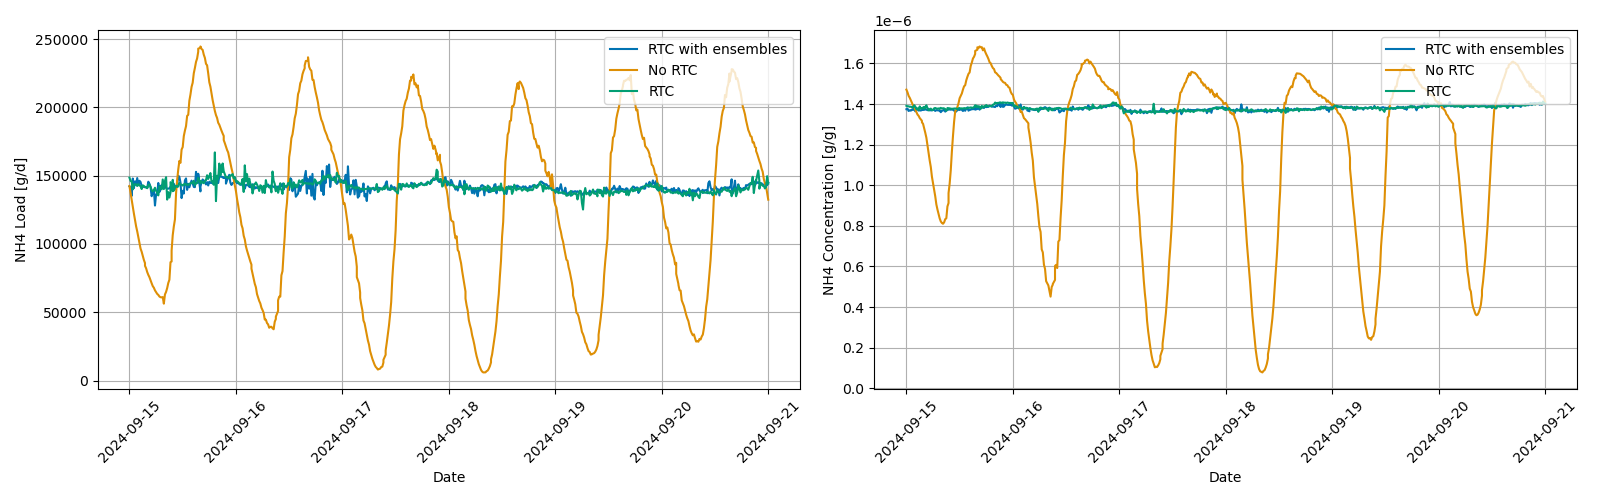 250000
200000
150000
100000
50000
0
NH4 Load [g/d]
RTC with ensembles
No RTC
RTC
2024-09-15
2024-09-16
2024-09-17
2024-09-18
2024-09-19
2024-09-20
2024-09-21
Date
1e−6
1.6
1.4
1.2
1.0
0.8
0.6
0.4
0.2
0.0
NH4 Concentration [g/g]
RTC with ensembles
No RTC
RTC
2024-09-15
2024-09-16
2024-09-17
2024-09-18
2024-09-19
2024-09-20
2024-09-21
Date